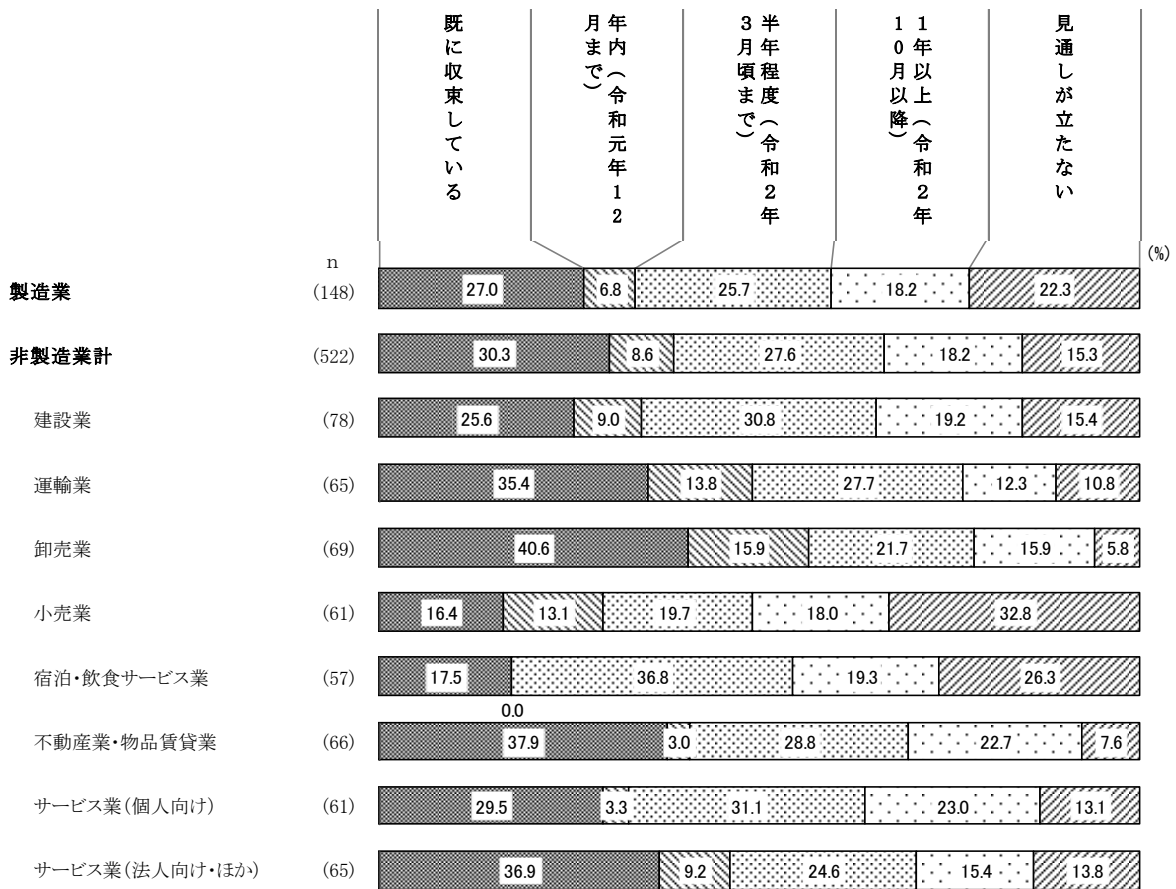 既に収束している
年内(令和元年12
月まで)
半年程度(令和2年
3月頃まで)
1年以上(令和2年
10月以降)
見通しが立たない
(%)
n
製造業 (148) 27.0 6.8 25.7 18.2 22.3
非製造業計 (522) 30.3 8.6 27.6 18.2 15.3
建設業 (78) 25.6 9.0 30.8 19.2 15.4
運輸業 (65) 35.4 13.8 27.7 12.3 10.8
卸売業 (69) 40.6 15.9 21.7 15.9 5.8
小売業 (61) 16.4 13.1 19.7 18.0 32.8
宿泊・飲食サービス業 (57) 17.5 36.8 19.3 26.3
0.0
不動産業・物品賃貸業 (66) 37.9 3.0 28.8 22.7 7.6
サービス業(個人向け) (61) 29.5 3.3 31.1 23.0 13.1
サービス業(法人向け・ほか) (65) 36.9 9.2 24.6 15.4 13.8